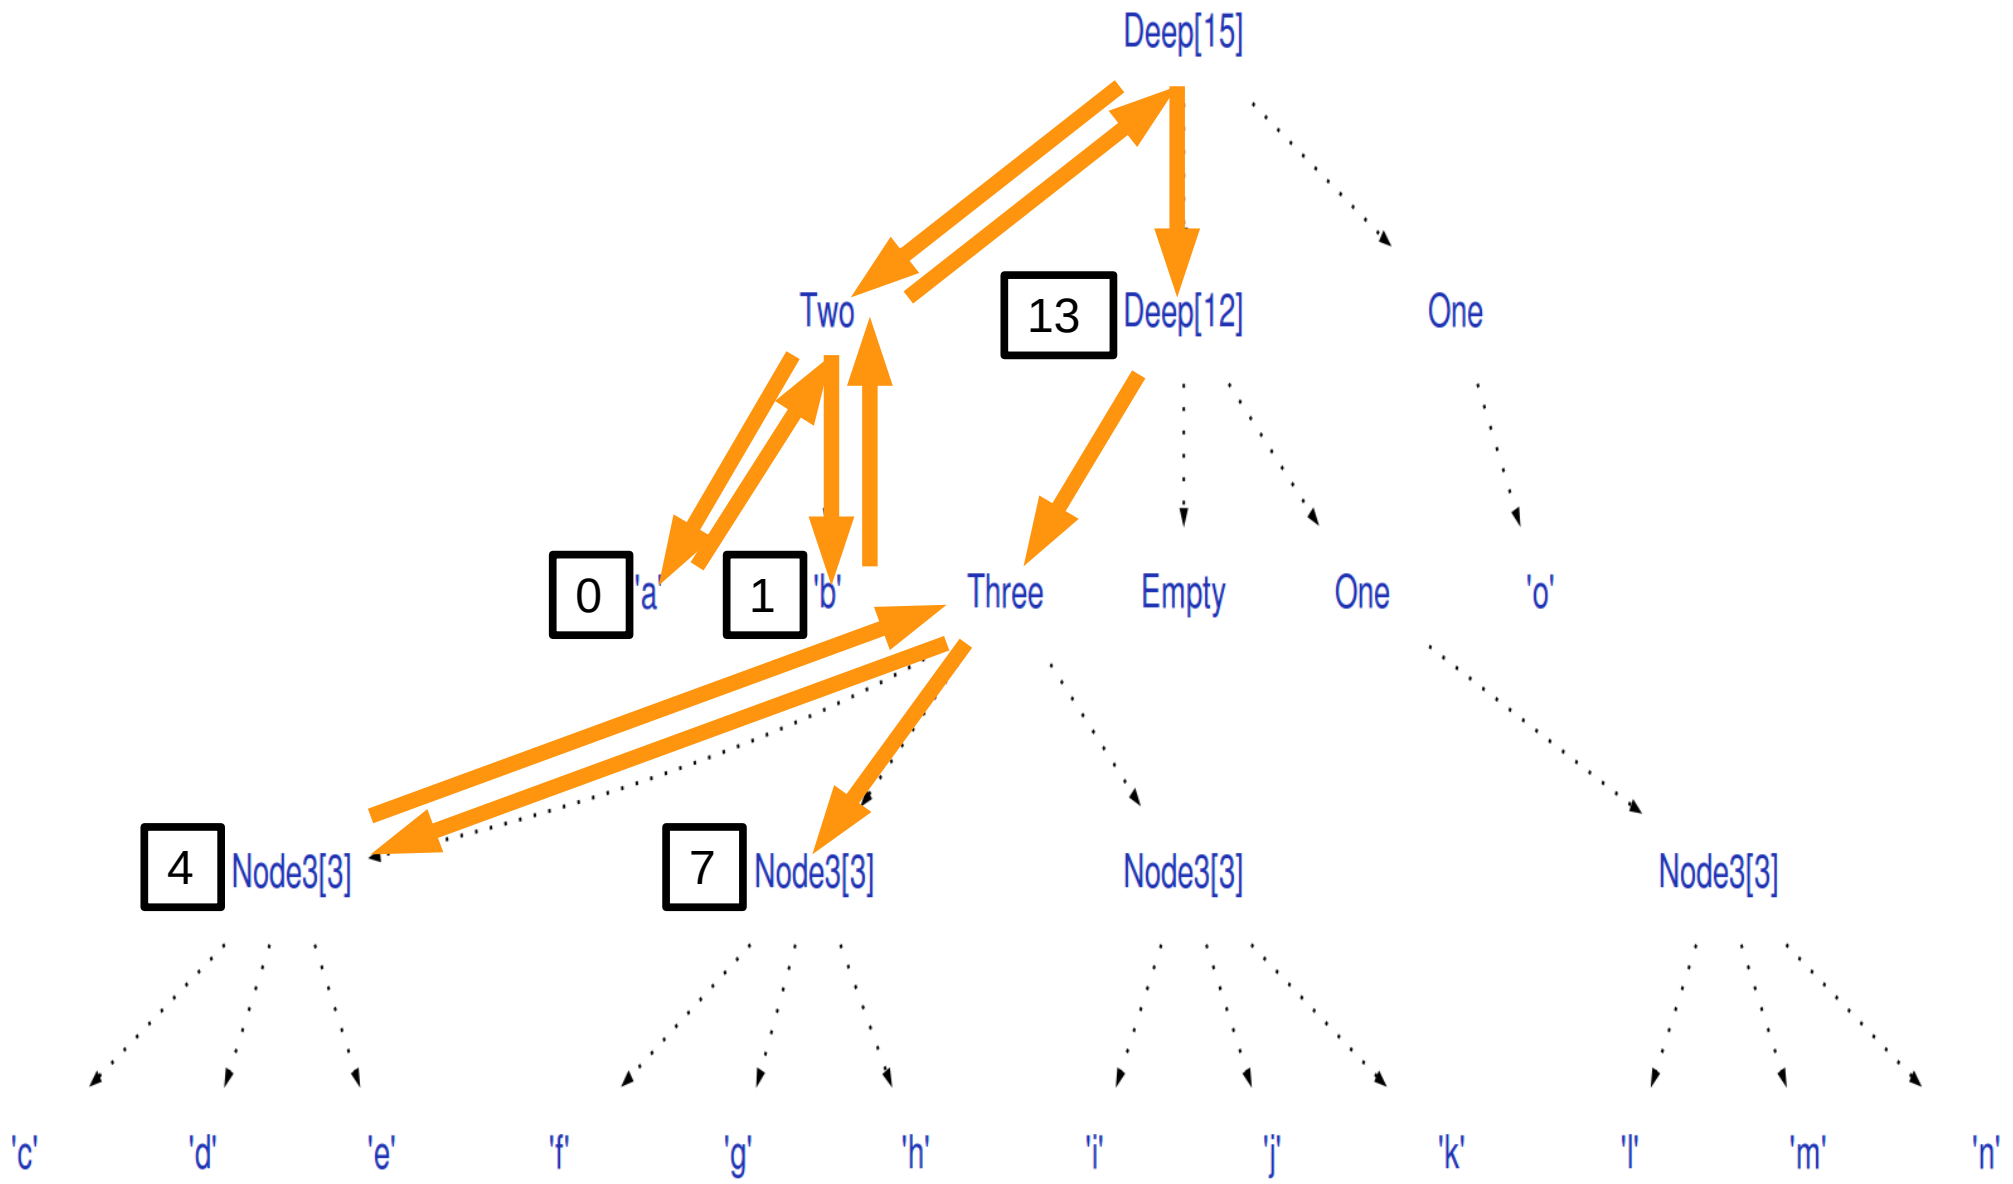 Deep[15]
Two 13 Deep[12] One
0 'a' 1 'b' Three Empty One 'o'
4 Node3[3] 7 Node3[3] Node3[3] Node3[3]
'c' 'd' 'e' 'f' 'g' 'h' 'i' 'j' 'k' 'l' 'm' 'n'